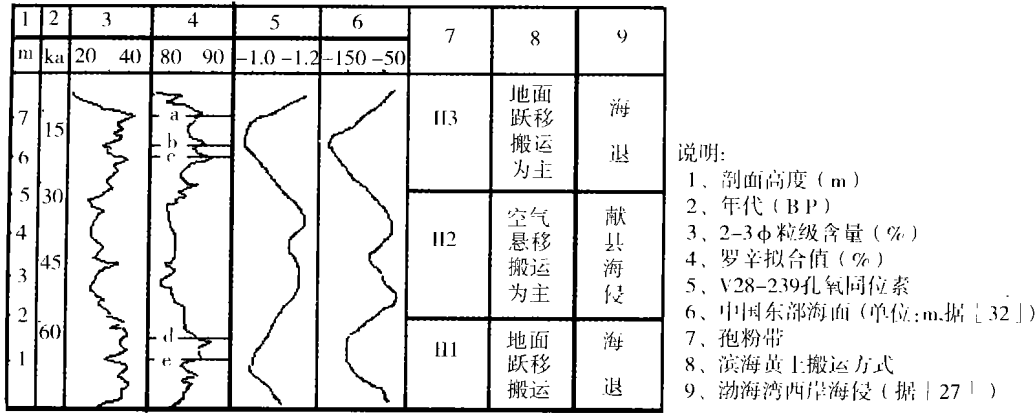 1 2 3 4 5 6 7 8 9
m ka 20 40 80 90 -1.0 -1.2 -150 -50
7
6
5
4
3
2
1
15
30
45
60
a
b
c
d
e
H3
地面
跃移
搬运
为主
海
退
H2
空气
悬移
搬运
为主
献
县
海
侵
H1
地面
跃移
搬运
海
退
说明:
1、剖面高度(m)
2、年代(BP)
3、2-3ф粒级含量(%)
4、罗辛拟合值(%)
5、V28-239孔氧同位素
6、中国东部海面(单位:m,据[32])
7、孢粉带
8、滨海黄土搬运方式
9、渤海湾西岸海侵(据[27])